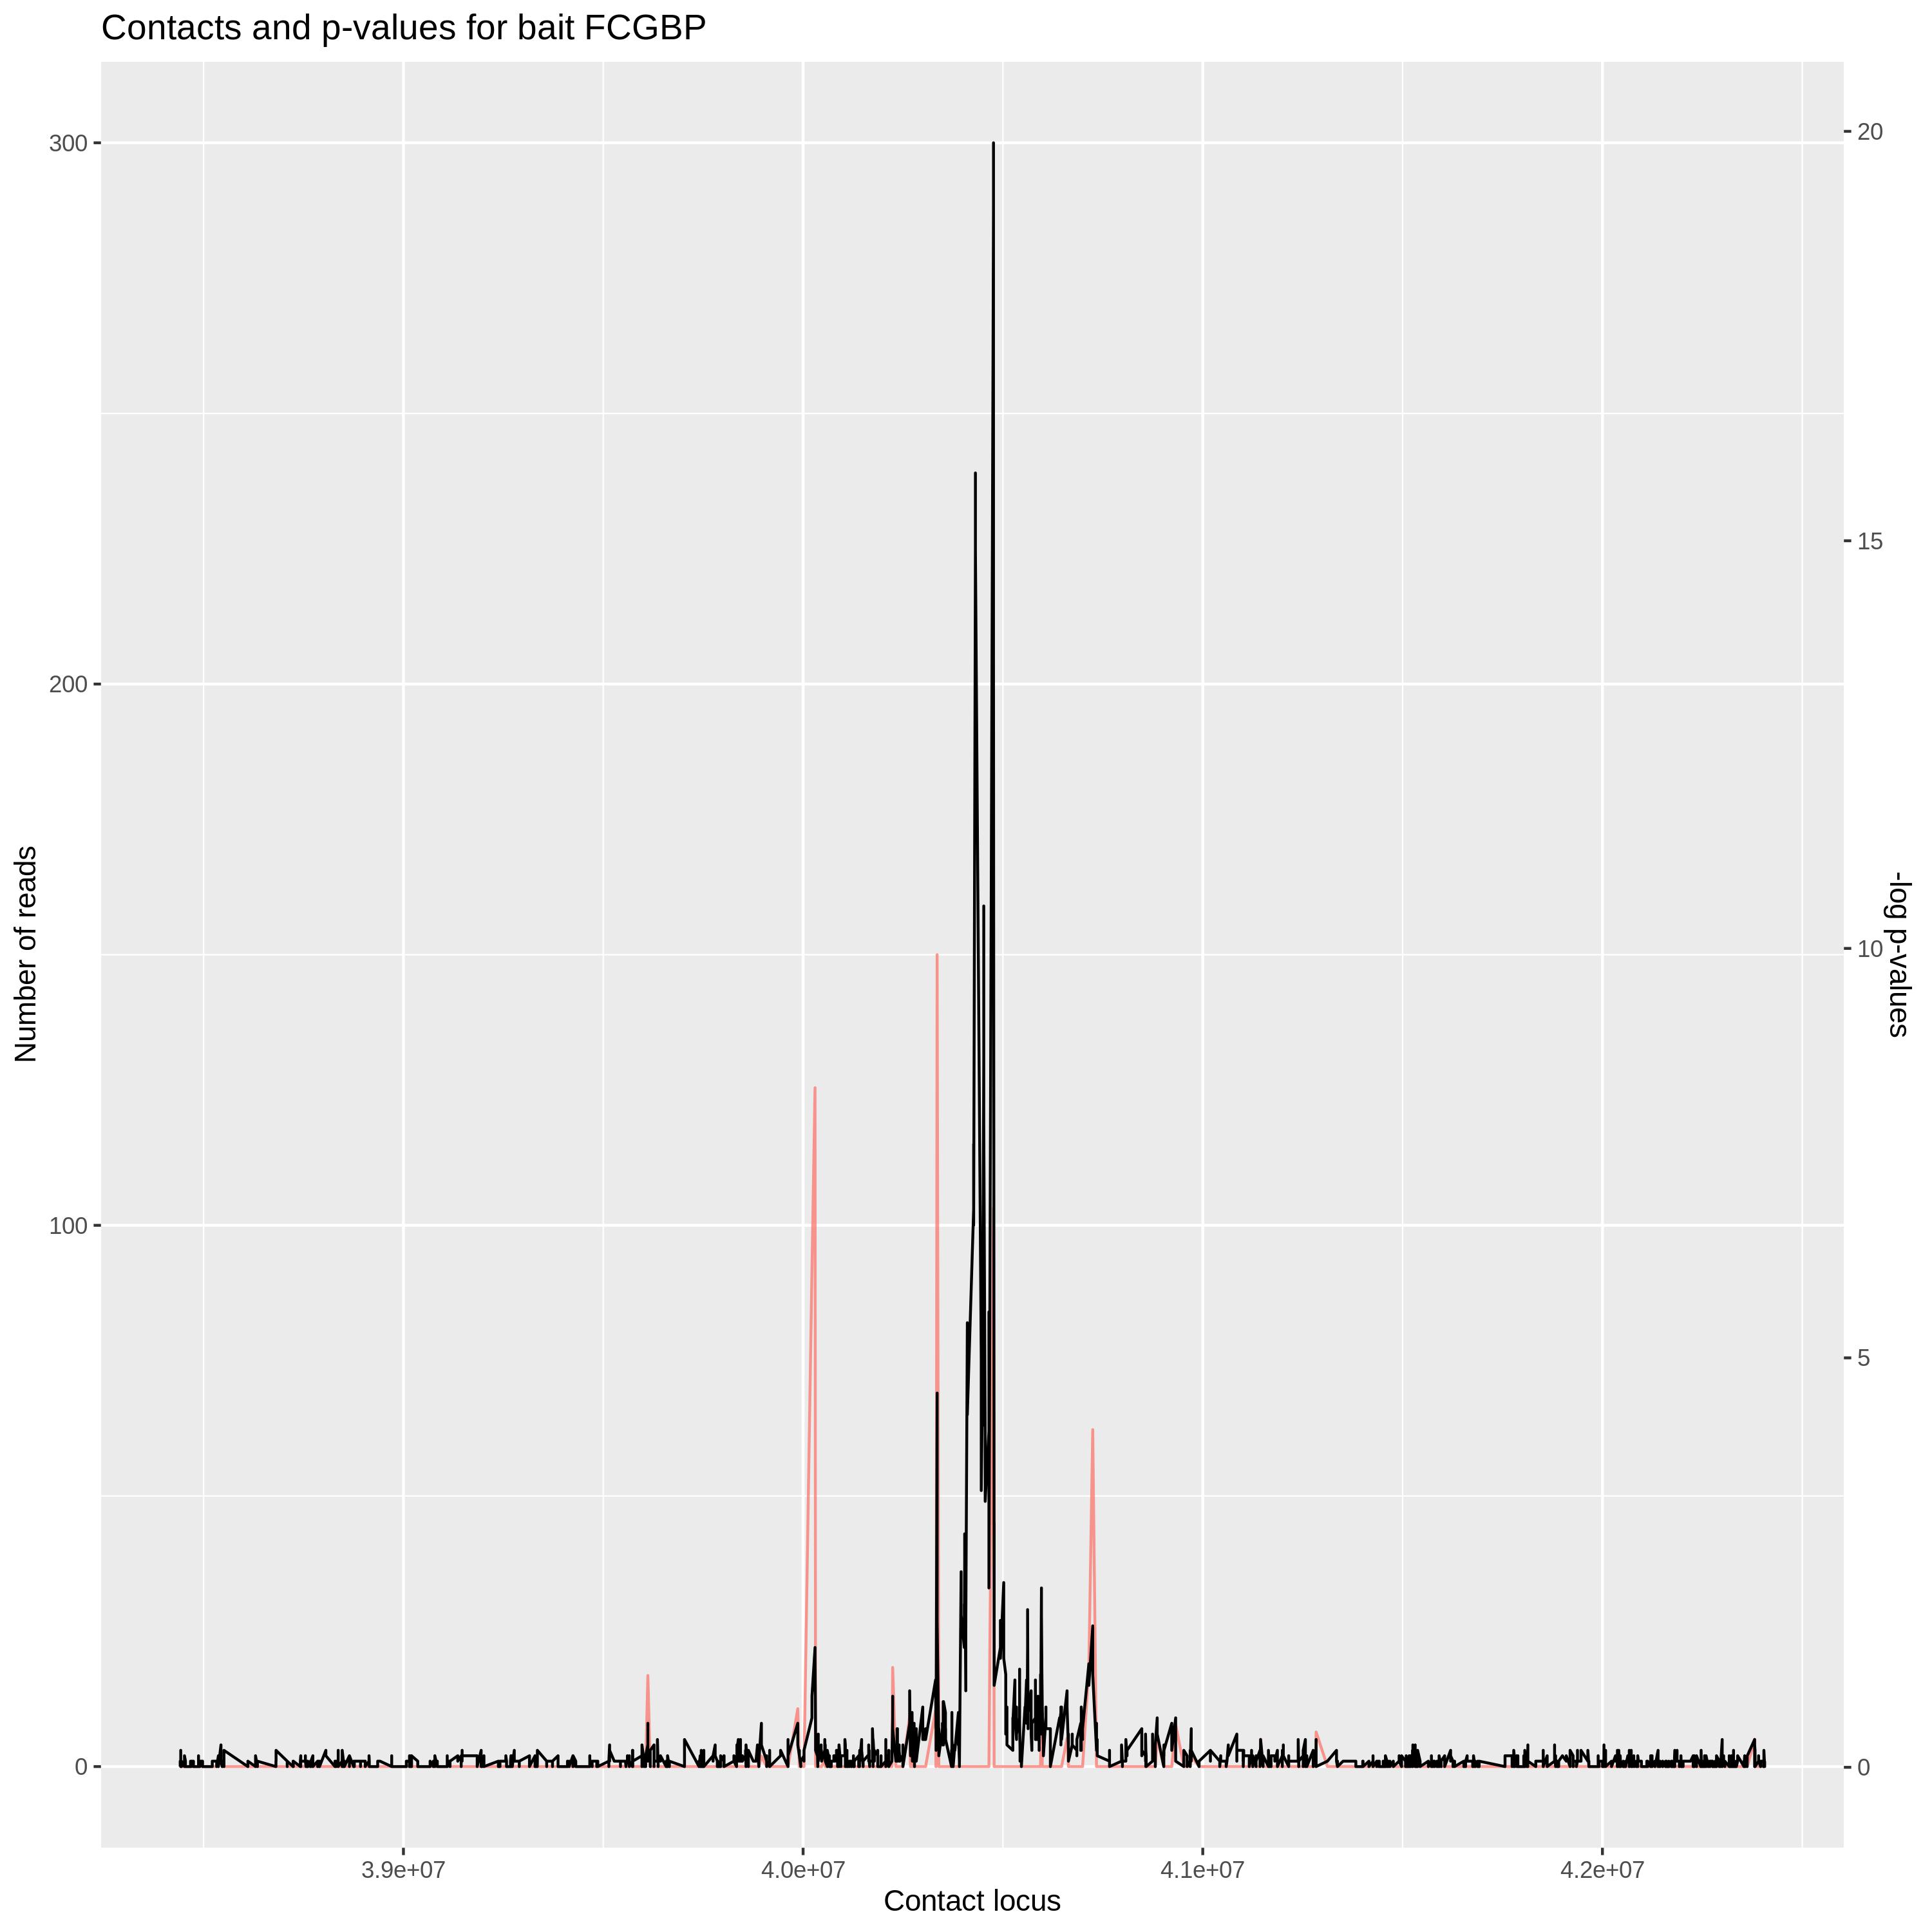 Contacts and p-values for bait FCGBP
Number of reads
300
200
100
0
20
15
10
5
0
-log p-values
3.9e+07
4.0e+07
4.1e+07
4.2e+07
Contact locus